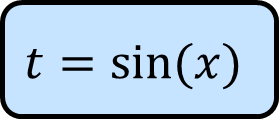 t = sin(x)